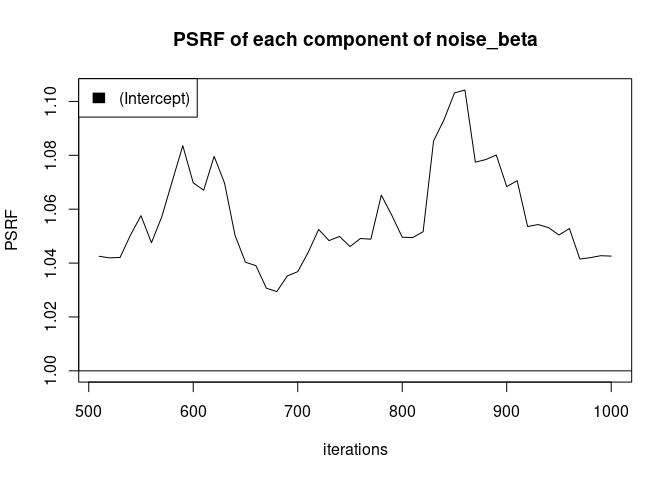 PSRF of each component of noise_beta
(Intercept)
PSRF
1.10
1.08
1.06
1.04
1.02
1.00
500 600 700 800 900 1000
iterations